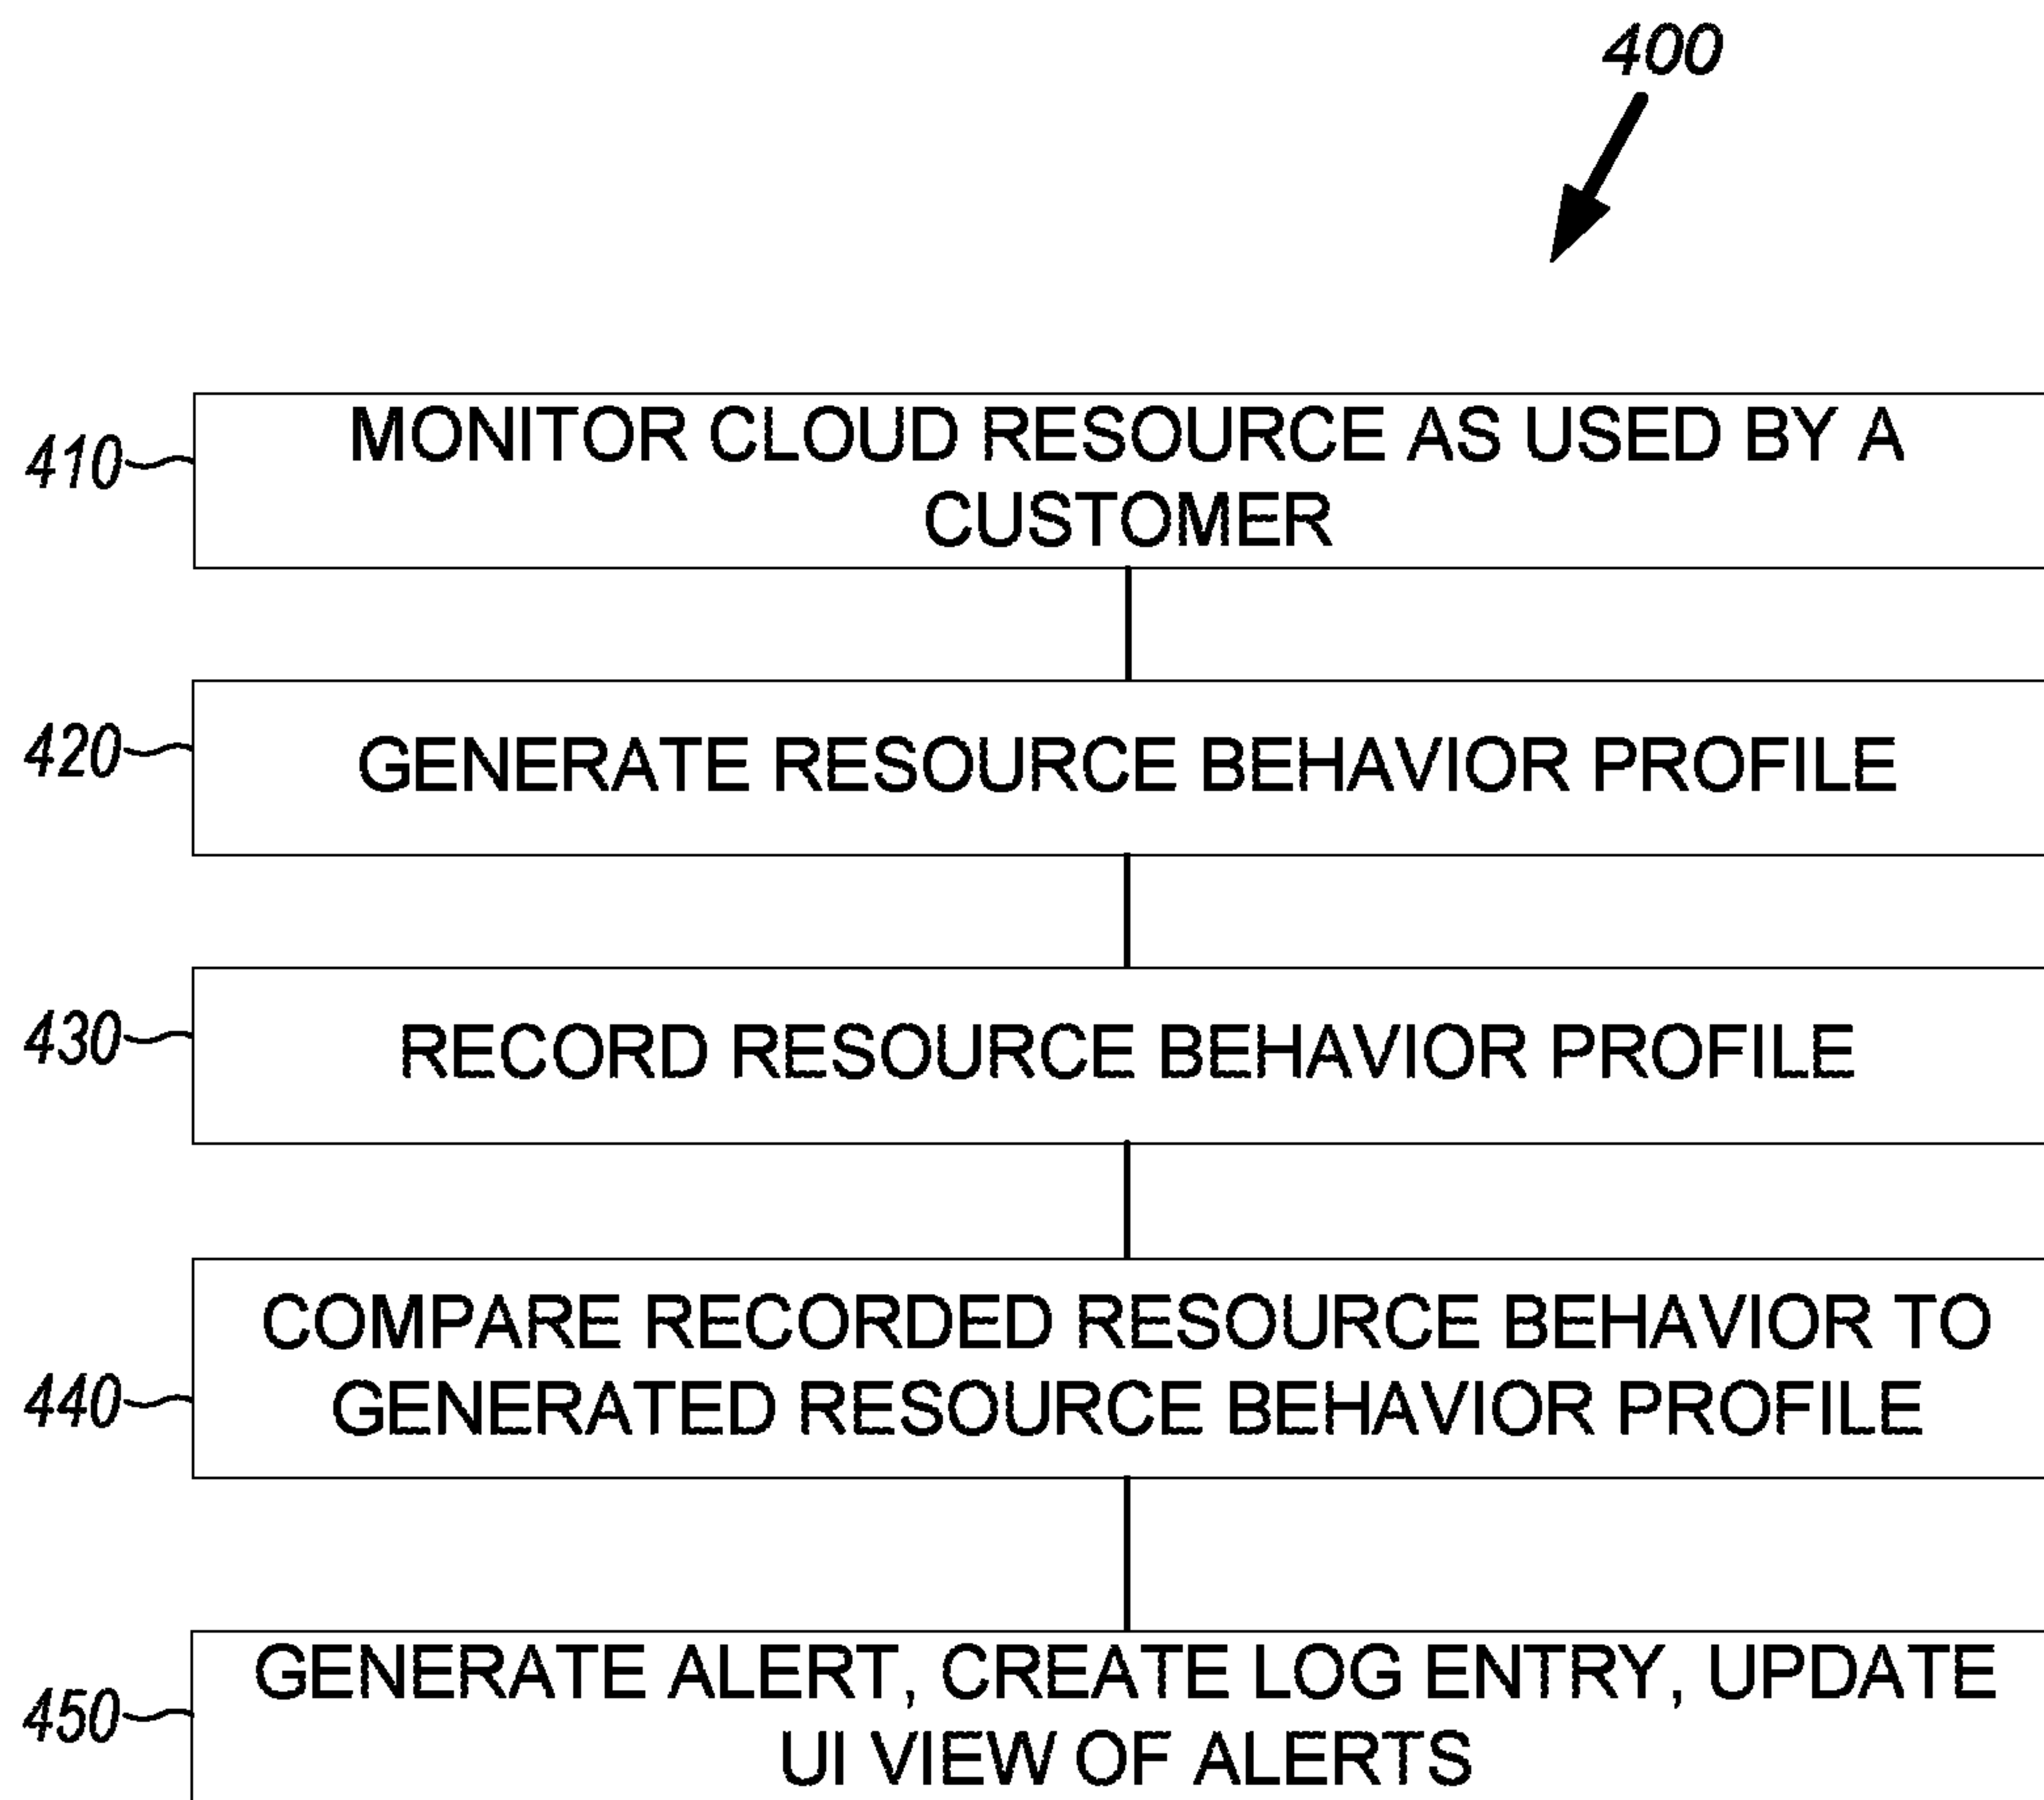 400
410
MONITOR CLOUD RESOURCE AS USED BY A
CUSTOMER
420
GENERATE RESOURCE BEHAVIOR PROFILE
430
RECORD RESOURCE BEHAVIOR PROFILE
440
COMPARE RECORDED RESOURCE BEHAVIOR TO
GENERATED RESOURCE BEHAVIOR PROFILE
450
GENERATE ALERT, CREATE LOG ENTRY, UPDATE
UI VIEW OF ALERTS